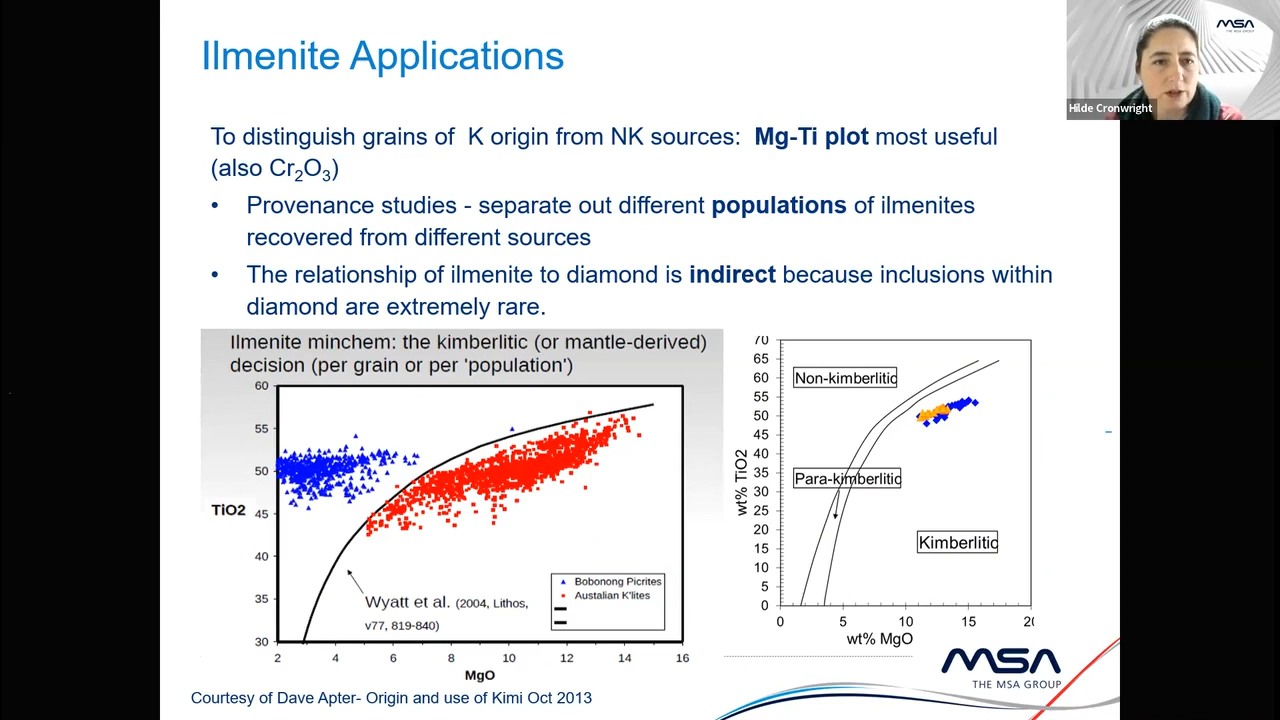 Ilmenite Applications
MSA
THE MSA GROUP
Hilde Cronwright
To distinguish grains of K origin from NK sources: Mg-Ti plot most useful
(also Cr2O3)
• Provenance studies - separate out different populations of ilmenites
recovered from different sources
• The relationship of ilmenite to diamond is indirect because inclusions within
diamond are extremely rare.
Ilmenite minchem: the kimberlitic (or mantle-derived)
decision (per grain or per 'population')
60
55
50
45
40
35
30
TiO2
2 4 6 8 10 12 14 16
MgO
Wyatt et al. (2004, Lithos,
v77, 819-840)
Bobonong Picrites
Austalian K'lites
70
65
60
55
50
45
40
35
30
25
20
15
10
5
0
wt% TiO2
Non-kimberlitic
Para-kimberlitic
Kimberlitic
0 5 10 15 20
wt% MgO
MSA
THE MSA GROUP
Courtesy of Dave Apter- Origin and use of Kimi Oct 2013